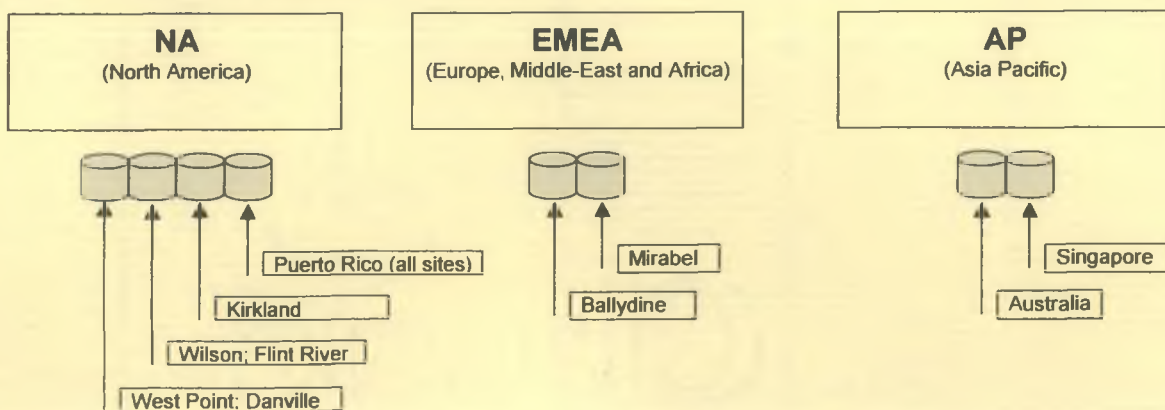 NA
(North America)
EMEA
(Europe, Middle-East and Africa)
AP
(Asia Pacific)
Puerto Rico (all sites)
Kirkland
Wilson; Flint River
West Point; Danville
Mirabel
Ballydine
Singapore
Australia